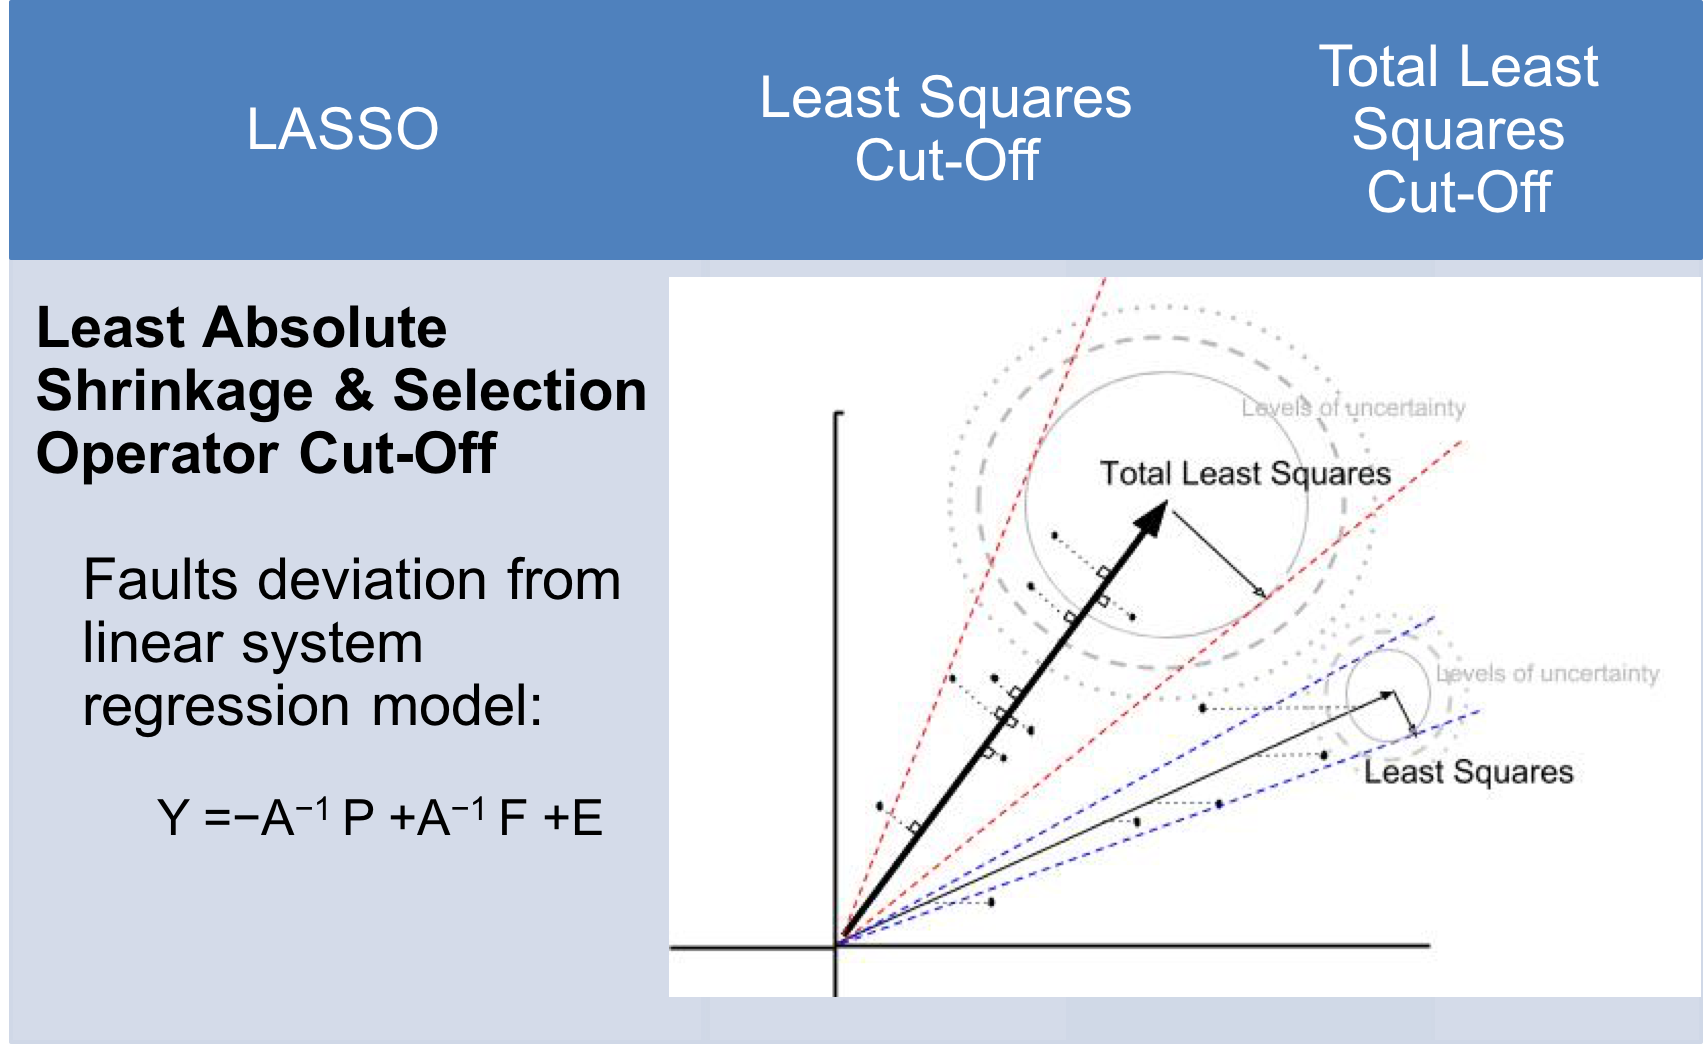 LASSO
Least Squares
Cut-Off
Total Least
Squares
Cut-Off
Least Absolute
Shrinkage & Selection
Operator Cut-Off
Faults deviation from
linear system
regression model:
Y =−A⁻¹ P +A⁻¹ F +E
Levels of uncertainty
Total Least Squares
Levels of uncertainty
Least Squares